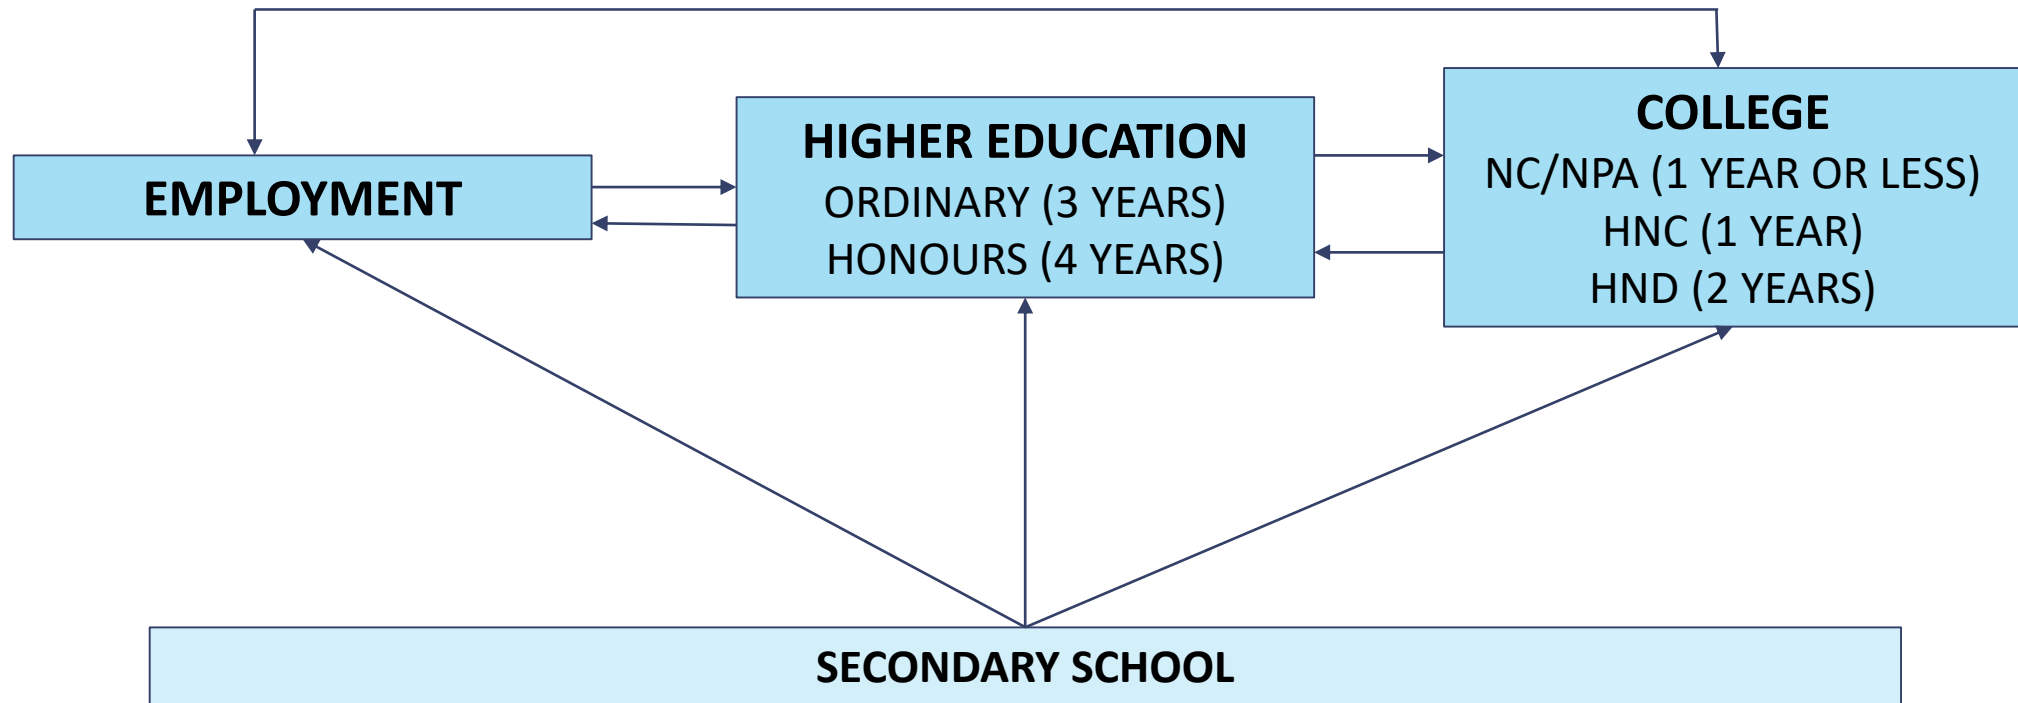 EMPLOYMENT
HIGHER EDUCATION
ORDINARY (3 YEARS)
HONOURS (4 YEARS)
COLLEGE
NC/NPA (1 YEAR OR LESS)
HNC (1 YEAR)
HND (2 YEARS)
SECONDARY SCHOOL